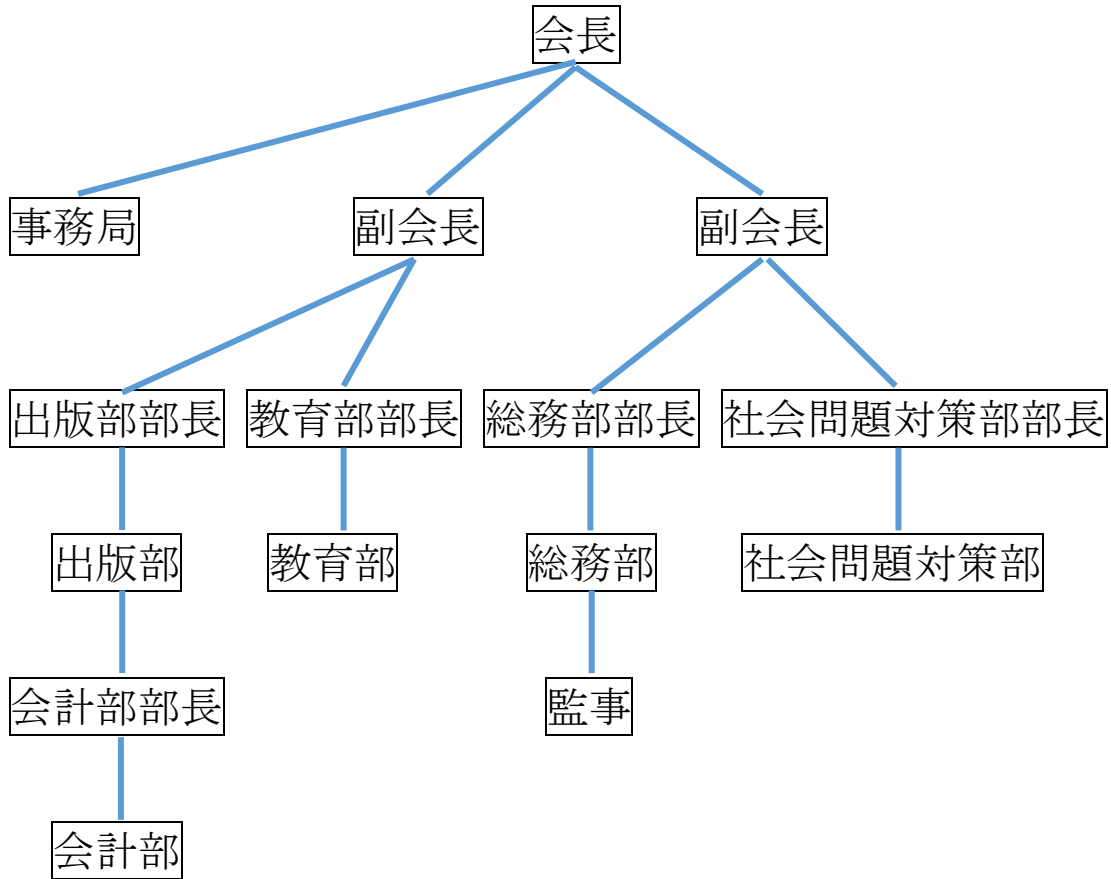 会長
事務局
副会長
副会長
出版部部長
教育部部長
総務部部長
社会問題対策部部長
出版部
教育部
総務部
社会問題対策部
会計部部長
監事
会計部